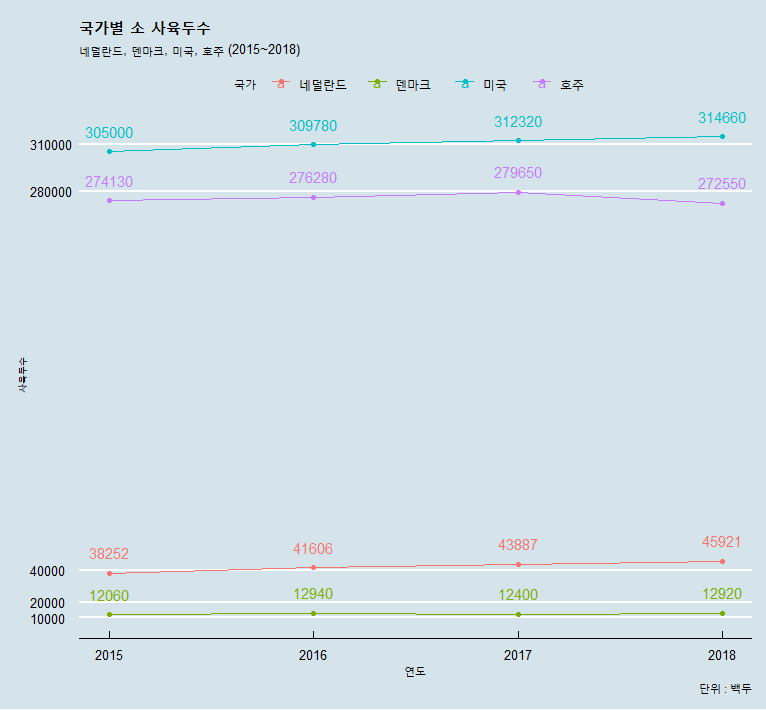 국가별 소 사육두수
네덜란드, 덴마크, 미국, 호주 (2015~2018)
국가 a 네덜란드 a 덴마크 a 미국 a 호주
305000 309780 312320 314660
310000
274130 276280 279650 272550
280000
사육두수
38252 41606 43887 45921
40000
12060 12940 12400 12920
20000
10000
2015 2016 2017 2018
연도
단위 : 백두